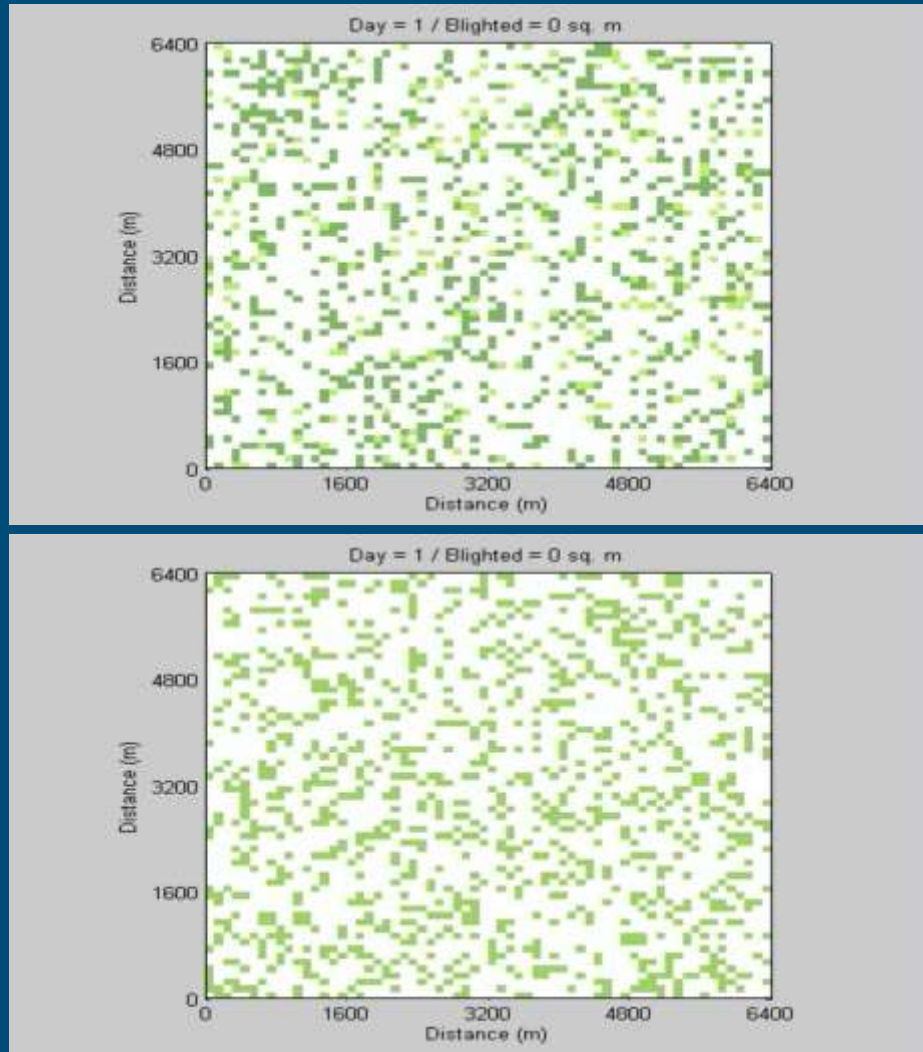 Day = 1 / Blighted = 0 sq. m
6400
4800
3200
1600
0
Distance (m)
0 1600 3200 4800 6400
Distance (m)
Day = 1 / Blighted = 0 sq. m
6400
4800
3200
1600
0
Distance (m)
0 1600 3200 4800 6400
Distance (m)